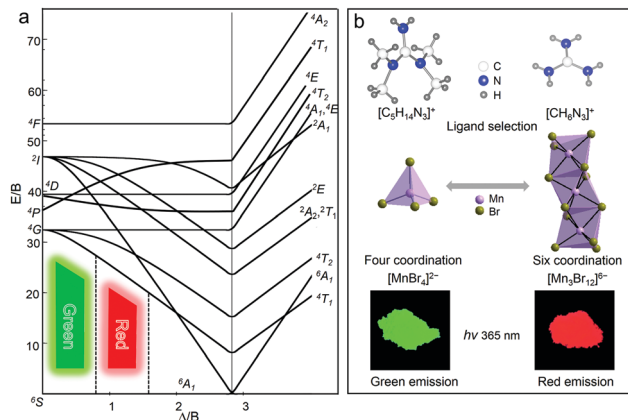 a
E/B
70
60
50
40
30
20
10
⁴F
²I
⁴D
⁴P
⁴G
⁶S
⁴A₂
⁴T₁
⁴E
⁴T₂
⁴A₁,⁴E
²A₁
²E
²A₂,²T₁
⁴T₂
⁶A₁
⁴T₁
Green
Red
⁶A₁
1
2
3
Δ/B
b
C
N
H
[C₅H₁₄N₃]⁺
[CH₆N₃]⁺
Ligand selection
Mn
Br
Four coordination
Six coordination
[MnBr₄]²⁻
[Mn₃Br₁₂]⁶⁻
hv 365 nm
Green emission
Red emission